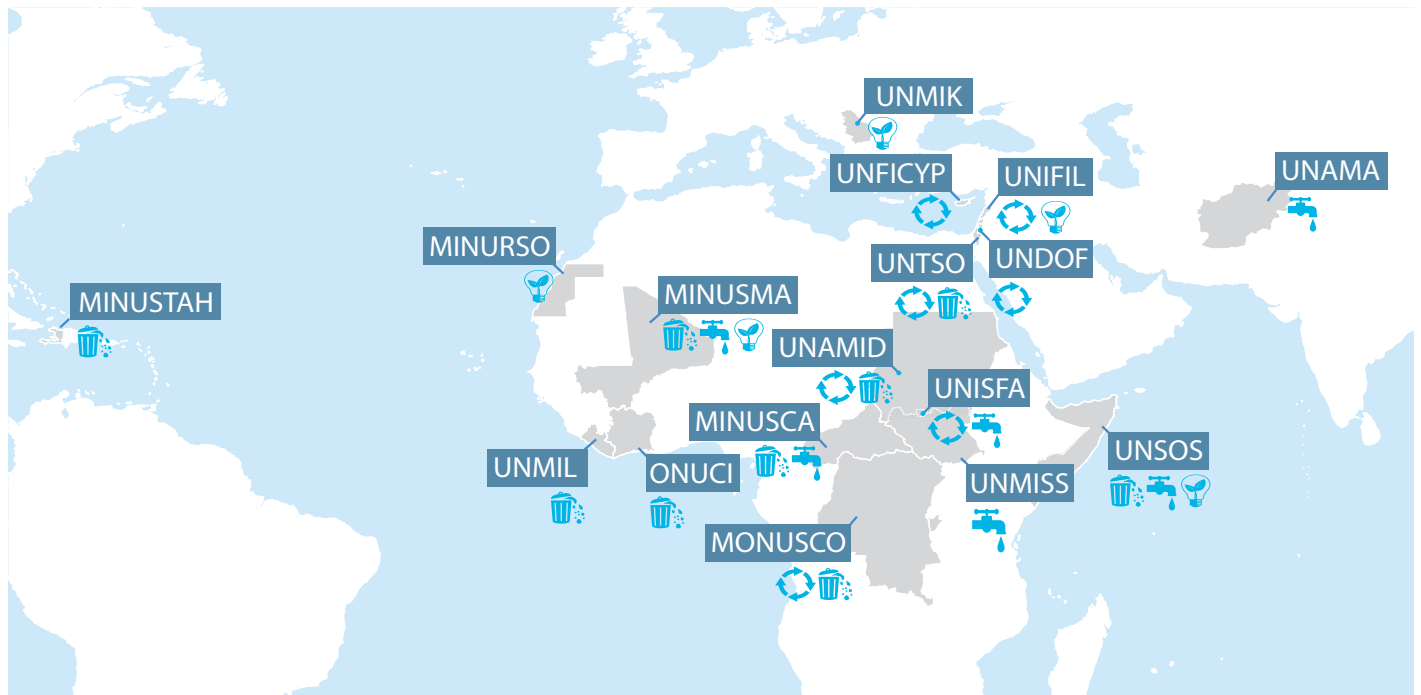 UNMIK
UNFICYP
UNIFIL
UNAMA
MINURSO
UNTSO
UNDOF
MINUSTAH
MINUSMA
UNAMID
UNISFA
MINUSCA
UNSOS
UNMIL
ONUCI
UNMISS
MONUSCO